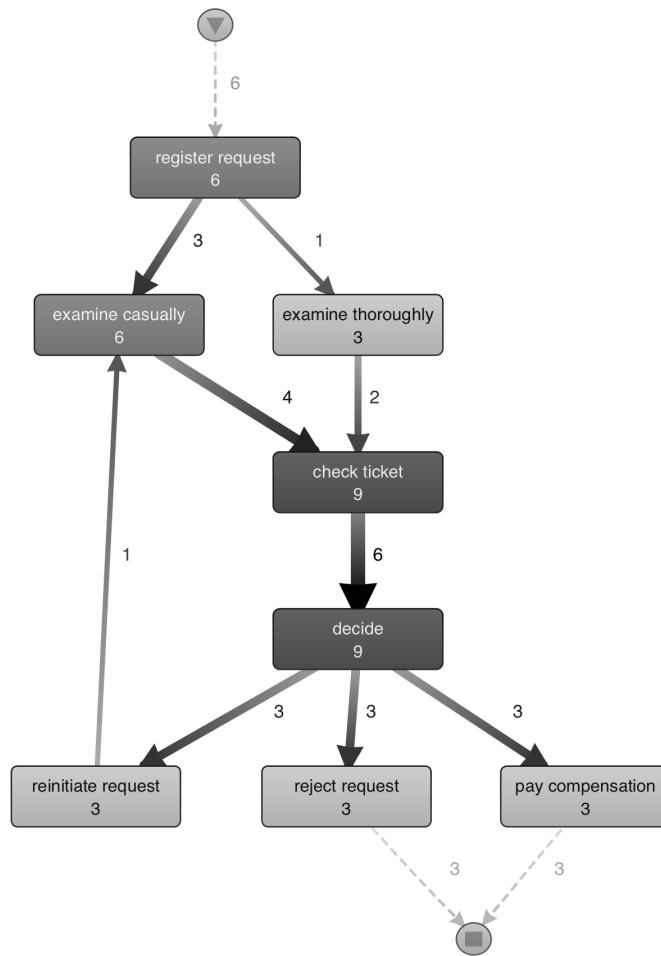 6
register request
6
3
1
examine casually
6
examine thoroughly
3
4
2
check ticket
9
1
6
decide
9
3
3
3
reinitiate request
3
reject request
3
pay compensation
3
3
3